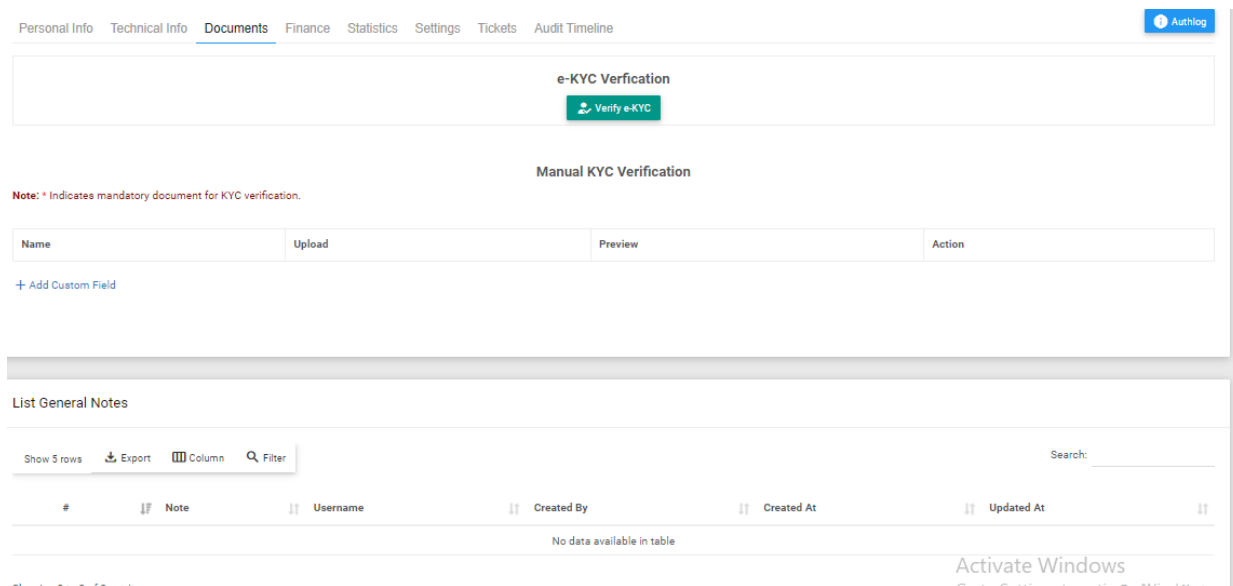 Personal Info Technical Info Documents Finance Statistics Settings Tickets Audit Timeline Authlog
e-KYC Verfication
Verify e-KYC
Manual KYC Verification
Note: * Indicates mandatory document for KYC verification.
Name Upload Preview Action
+ Add Custom Field
List General Notes
Show 5 rows Export Column Filter Search:
# Note Username Created By Created At Updated At
No data available in table
Activate Windows